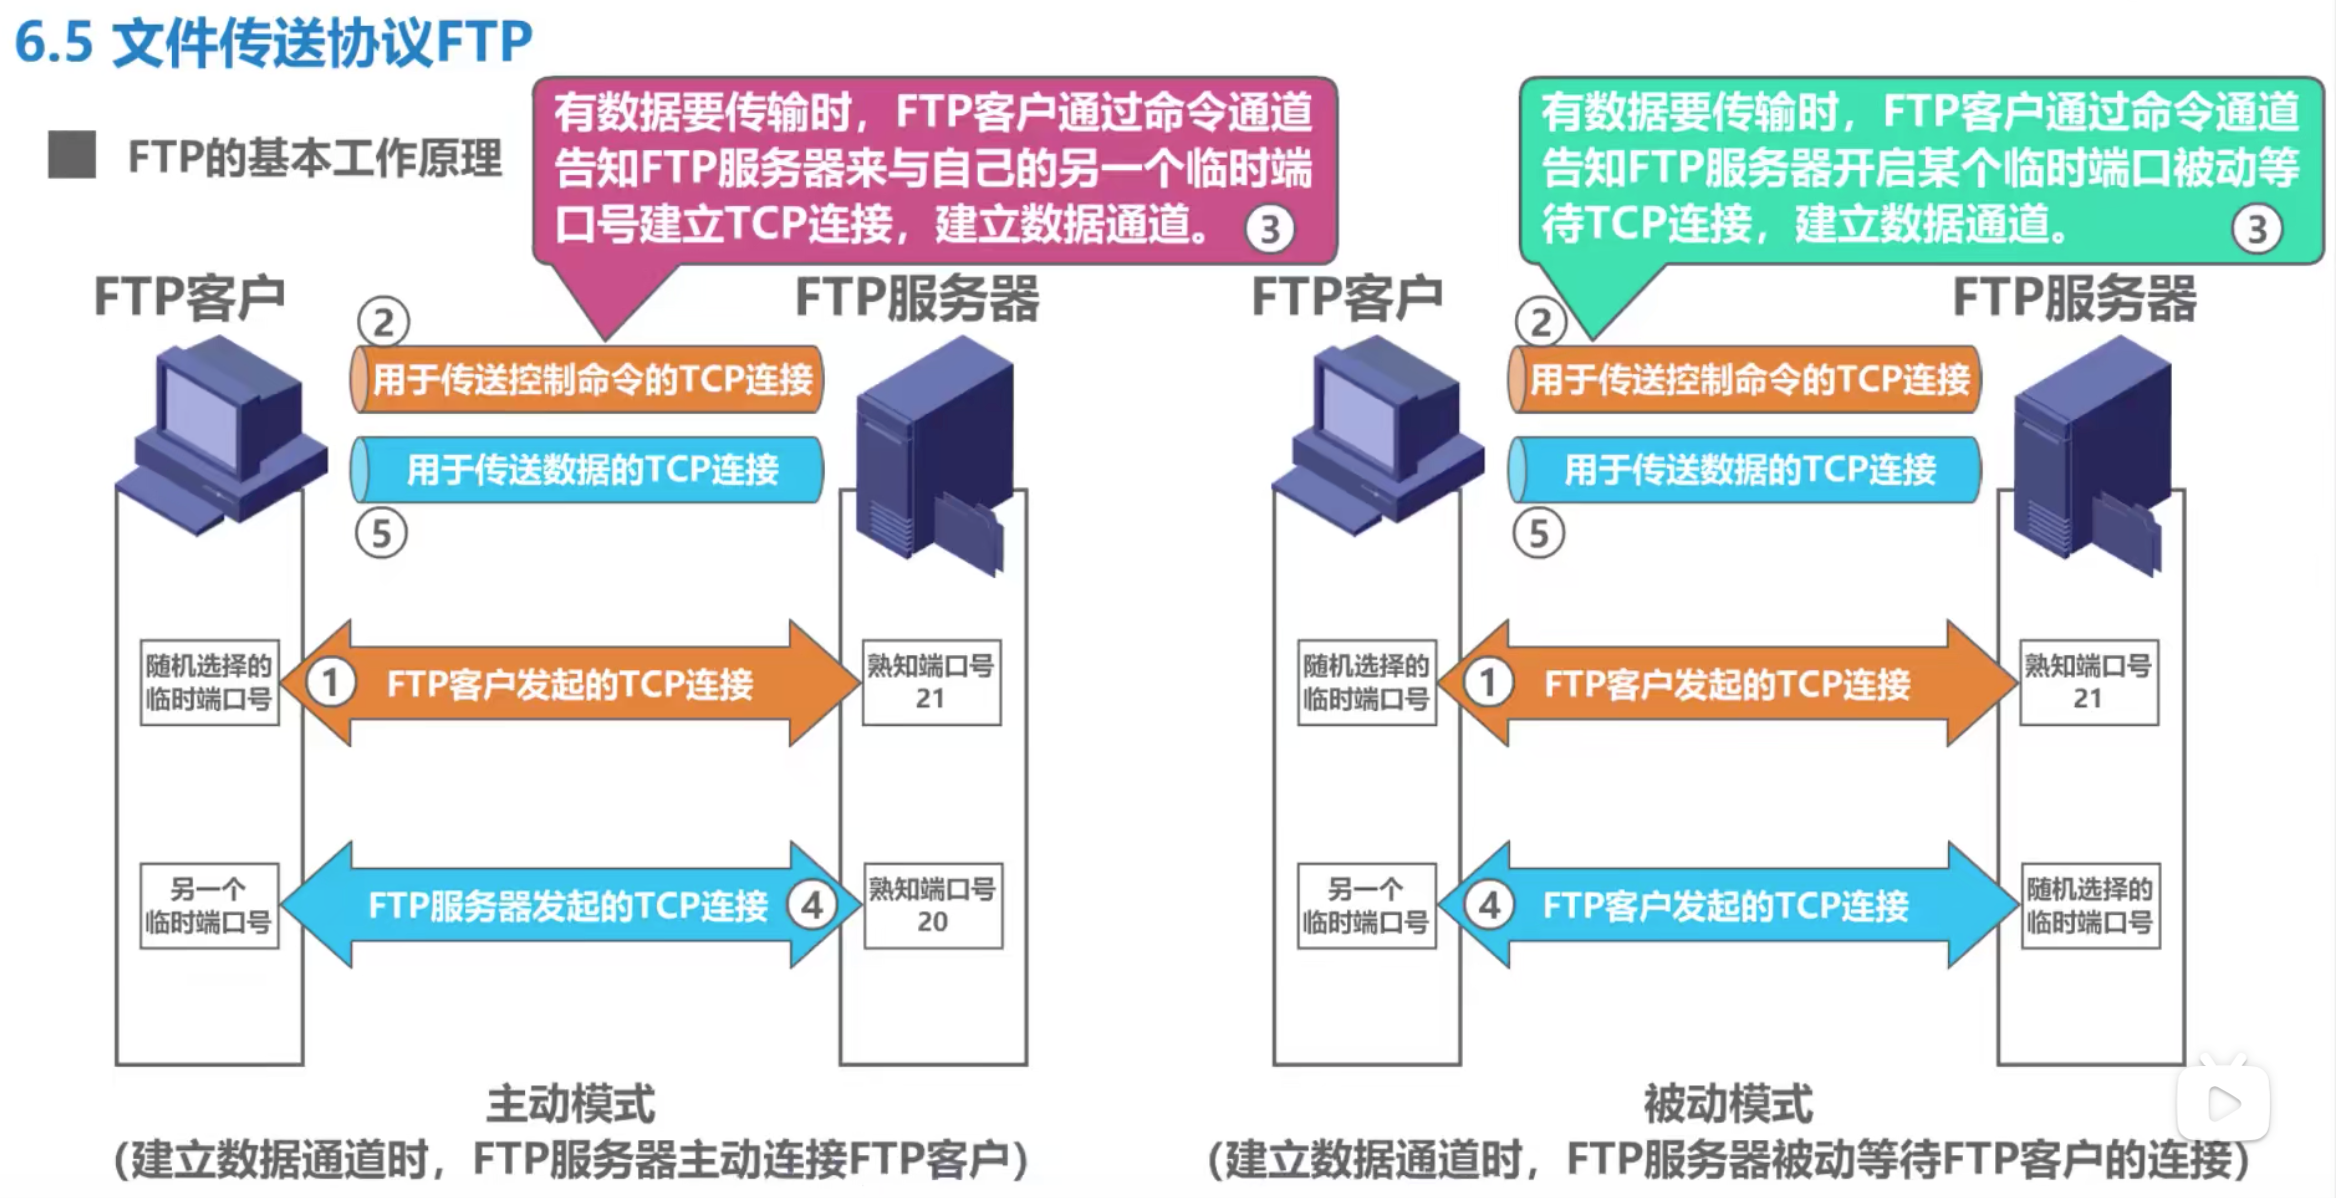 6.5 文件传送协议FTP
FTP的基本工作原理
有数据要传输时，FTP客户通过命令通道
告知FTP服务器来与自己的另一个临时端
口号建立TCP连接，建立数据通道。 ③
FTP客户
FTP服务器
②
用于传送控制命令的TCP连接
用于传送数据的TCP连接
⑤
随机选择的
临时端口号
① FTP客户发起的TCP连接
熟知端口号
21
另一个
临时端口号
FTP服务器发起的TCP连接 ④
熟知端口号
20
主动模式
（建立数据通道时，FTP服务器主动连接FTP客户）
有数据要传输时，FTP客户通过命令通道
告知FTP服务器开启某个临时端口被动等
待TCP连接，建立数据通道。 ③
FTP客户
FTP服务器
②
用于传送控制命令的TCP连接
用于传送数据的TCP连接
⑤
随机选择的
临时端口号
① FTP客户发起的TCP连接
熟知端口号
21
另一个
临时端口号
④ FTP客户发起的TCP连接
随机选择的
临时端口号
被动模式
（建立数据通道时，FTP服务器被动等待FTP客户的连接）